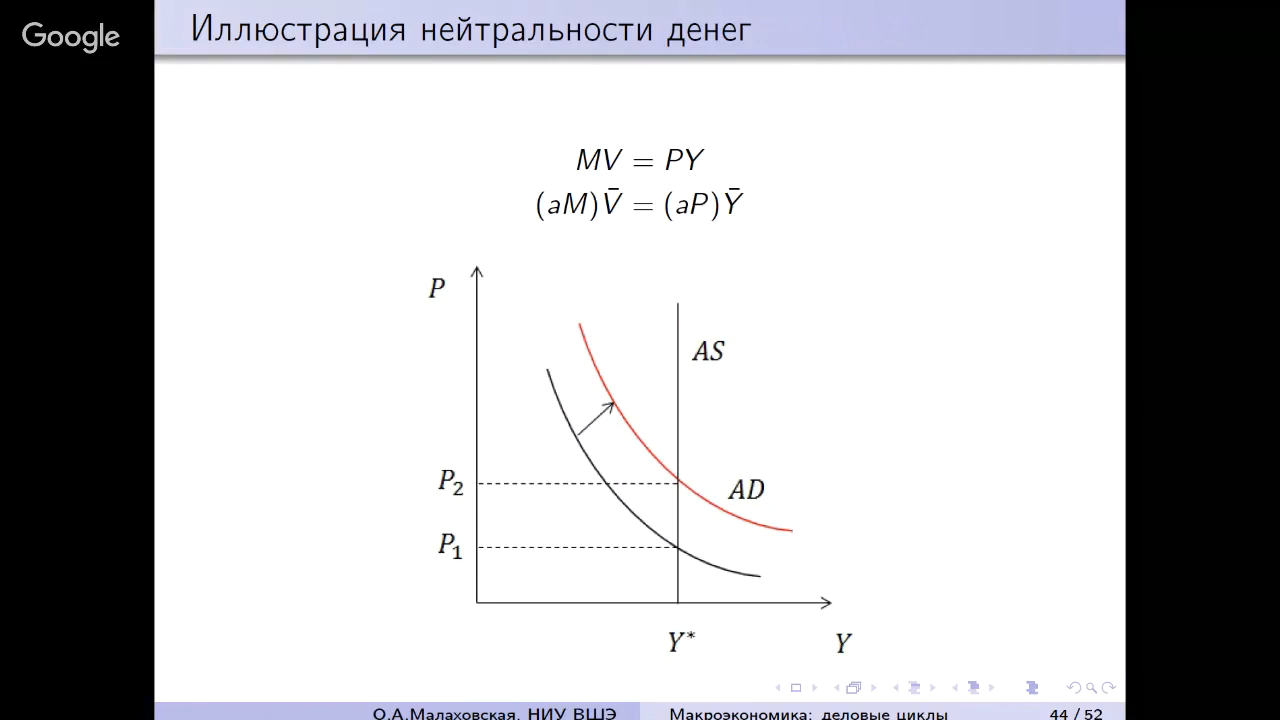 Google
Иллюстрация нейтральности денег
MV = PY
(aM)V̄ = (aP)Ȳ
P
AS
P₂
AD
P₁
Y*
Y
О.А.Малаховская, НИУ ВШЭ
Макроэкономика: деловые циклы
44 / 52